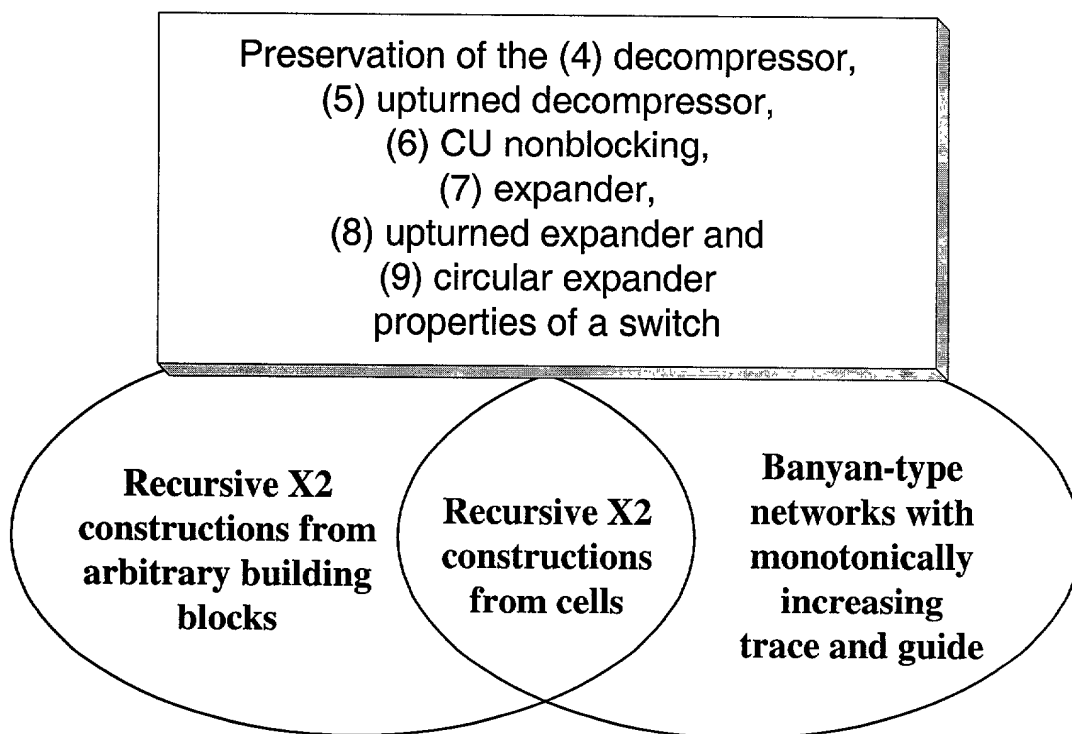 Preservation of the (4) decompressor,
(5) upturned decompressor,
(6) CU nonblocking,
(7) expander,
(8) upturned expander and
(9) circular expander
properties of a switch
Recursive X2
constructions from
arbitrary building
blocks
Recursive X2
constructions
from cells
Banyan-type
networks with
monotonically
increasing
trace and guide